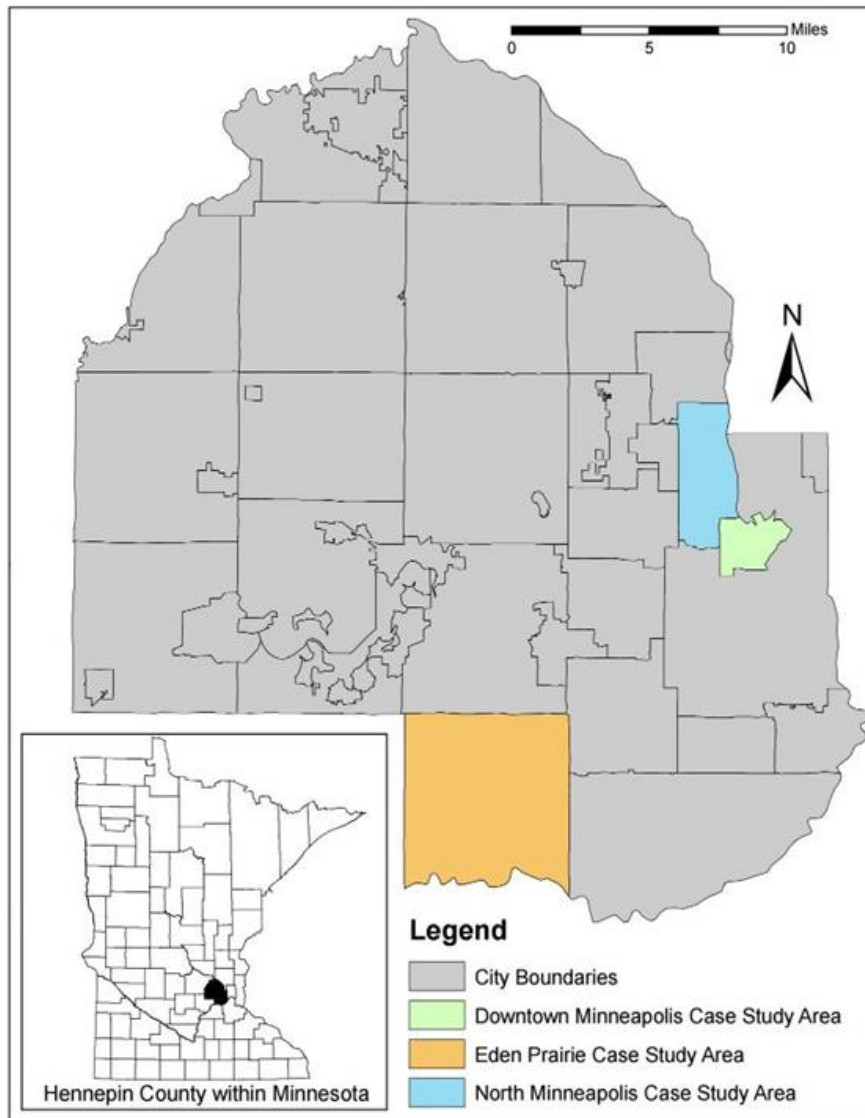 Miles
0 5 10
N
Legend
City Boundaries
Downtown Minneapolis Case Study Area
Eden Prairie Case Study Area
North Minneapolis Case Study Area
Hennepin County within Minnesota